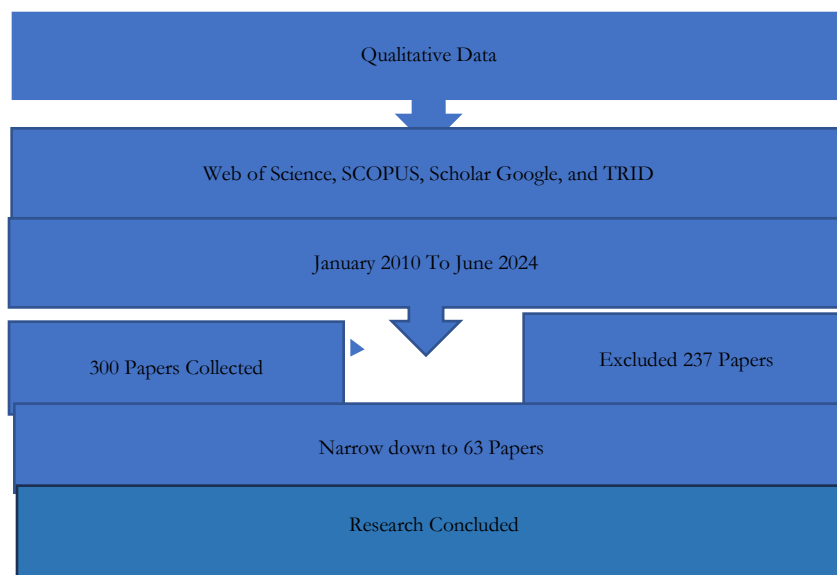 Qualitative Data
Web of Science, SCOPUS, Scholar Google, and TRID
January 2010 To June 2024
300 Papers Collected
Excluded 237 Papers
Narrow down to 63 Papers
Research Concluded